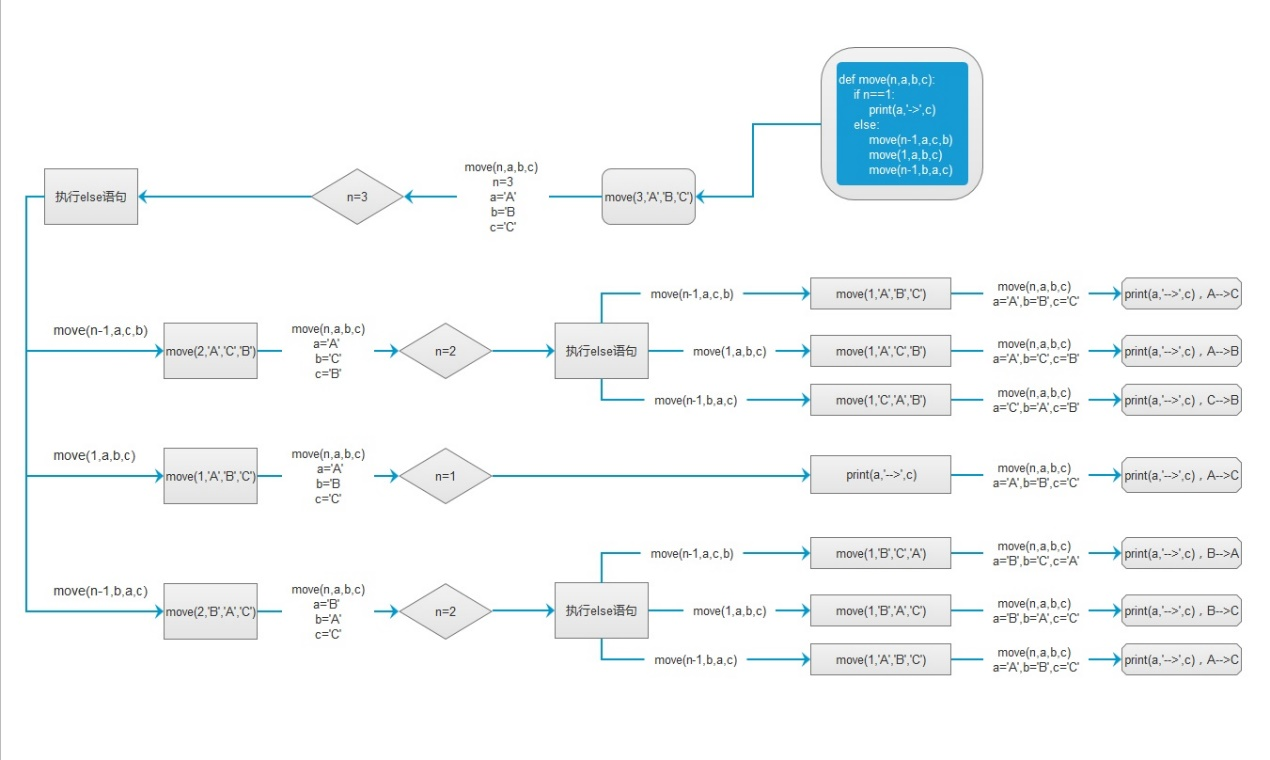 def move(n,a,b,c):
if n==1:
print(a,'->',c)
else:
move(n-1,a,c,b)
move(1,a,b,c)
move(n-1,b,a,c)
move(3,'A','B','C')
move(n,a,b,c)
n=3
a='A'
b='B
c='C'
n=3
执行else语句
move(n-1,a,c,b)
move(2,'A','C','B')
move(n,a,b,c)
a='A'
b='C'
c='B'
n=2
执行else语句
move(n-1,a,c,b)
move(1,'A','B','C')
move(n,a,b,c)
a='A',b='B',c='C'
print(a,'-->',c) , A-->C
move(1,a,b,c)
move(1,'A','C','B')
move(n,a,b,c)
a='A',b='C',c='B'
print(a,'-->',c) , A-->B
move(n-1,b,a,c)
move(1,'C','A','B')
move(n,a,b,c)
a='C',b='A',c='B'
print(a,'-->',c) , C-->B
move(1,a,b,c)
move(1,'A','B','C')
move(n,a,b,c)
a='A'
b='B
c='C'
n=1
print(a,'-->',c)
move(n,a,b,c)
a='A',b='B',c='C'
print(a,'-->',c) , A-->C
move(n-1,b,a,c)
move(2,'B','A','C')
move(n,a,b,c)
a='B'
b='A'
c='C'
n=2
执行else语句
move(n-1,a,c,b)
move(1,'B','C','A')
move(n,a,b,c)
a='B',b='C',c='A'
print(a,'-->',c) , B-->A
move(1,a,b,c)
move(1,'B','A','C')
move(n,a,b,c)
a='B',b='A',c='C'
print(a,'-->',c) , B-->C
move(n-1,b,a,c)
move(1,'A','B','C')
move(n,a,b,c)
a='A',b='B',c='C'
print(a,'-->',c) , A-->C